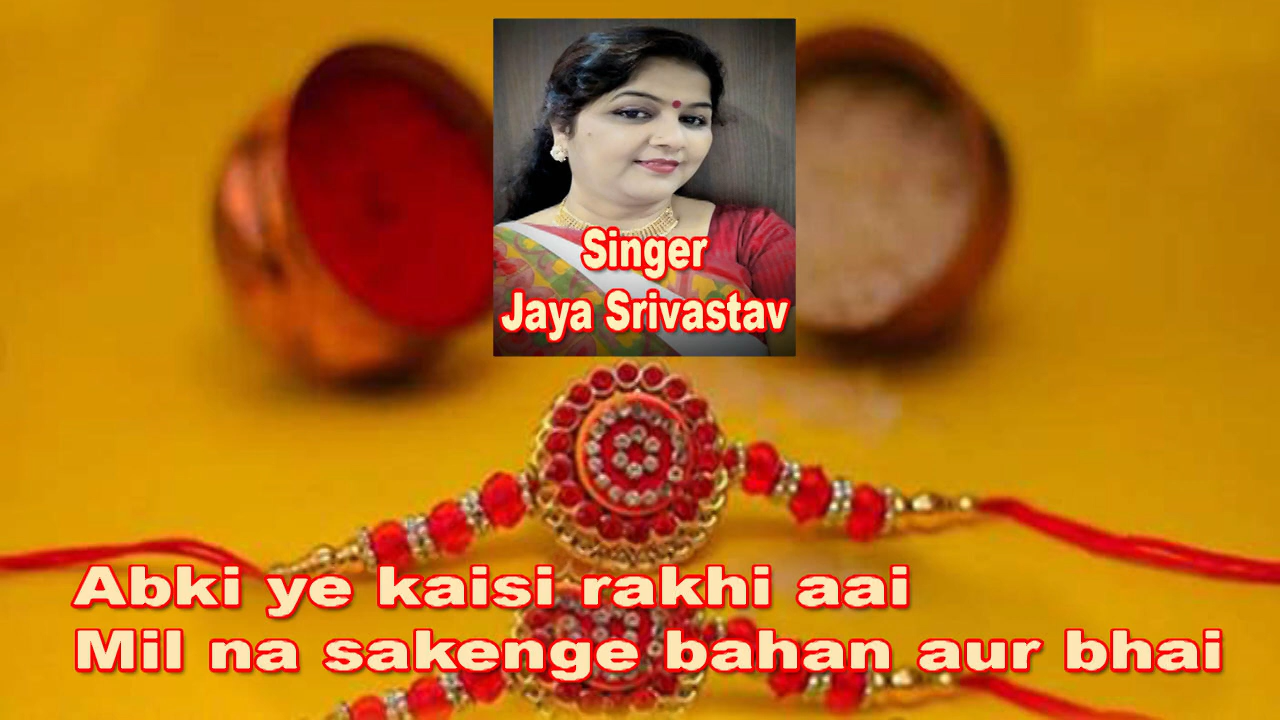 Singer
Jaya Srivastav
Abki ye kaisi rakhi aai
Mil na sakenge bahan aur bhai